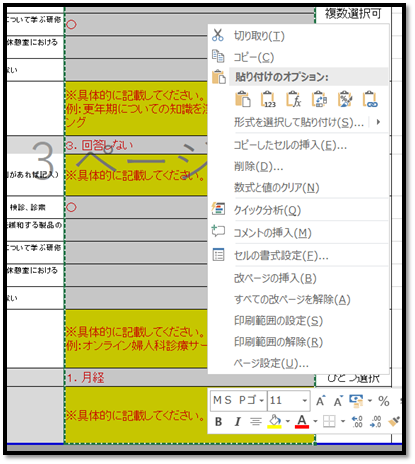 について学ぶ研修
休憩室における
ない
複数選択可
○
※具体的に記載してください。
例: 更年期についての知識を
ング
3ページ
3. 回答しない
があれば記入)
※具体的に記載してください。
検診、診素
○
緩和する製品の
について学ぶ研修
休憩室における
ない
※具体的に記載してください。
例:オンライン婦人科診療サー
1. 月経
ひとつ選択
※具体的に記載してください。
切り取り(T)
コピー(C)
貼り付けのオプション:
123
fx
形式を選択して貼り付け(S)...
コピーしたセルの挿入(E)...
削除(D)...
数式と値のクリア(N)
クイック分析(Q)
コメントの挿入(M)
セルの書式設定(F)...
改ページの挿入(B)
すべての改ページを解除(A)
印刷範囲の設定(S)
印刷範囲の解除(R)
ページ設定(U)...
MS Pゴ 11 A A %
B I A